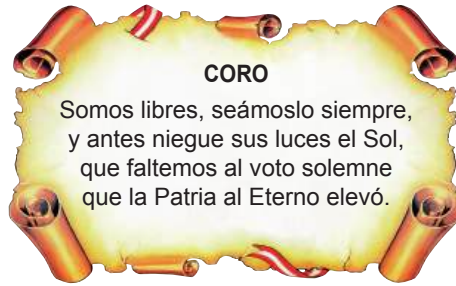 CORO
Somos libres, seámoslo siempre,
y antes niegue sus luces el Sol,
que faltemos al voto solemne
que la Patria al Eterno elevó.